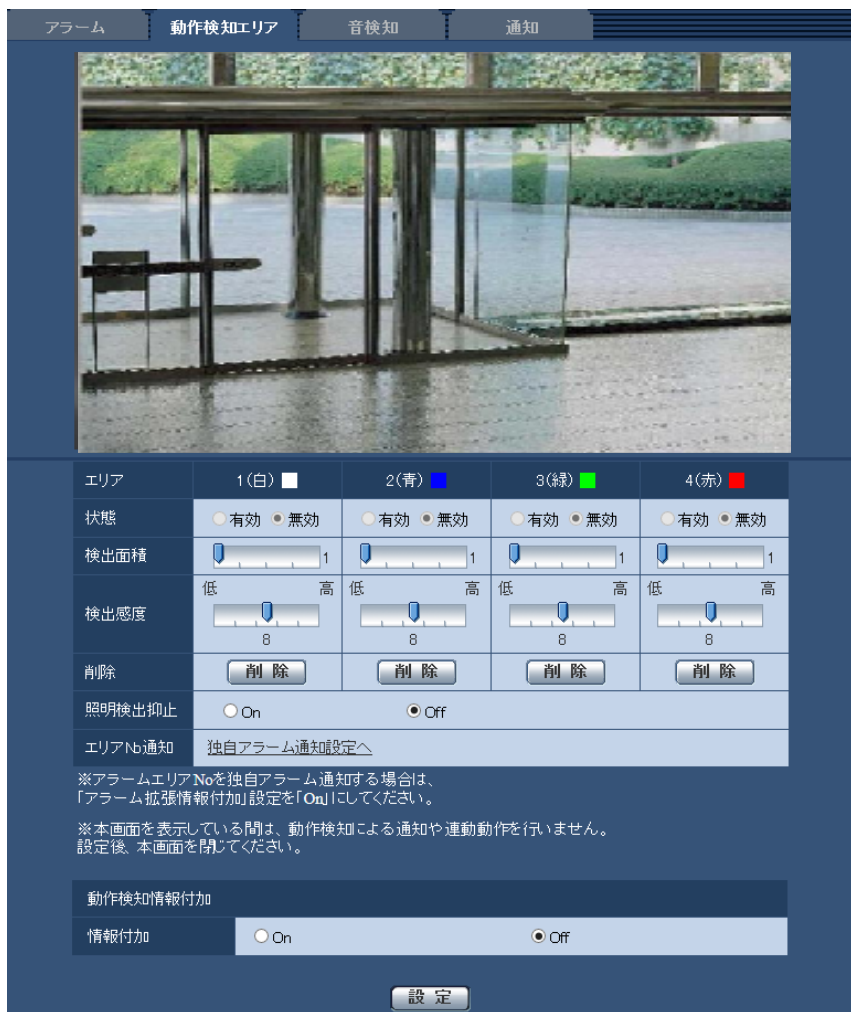 アラーム 動作検知エリア 音検知 通知
エリア 1(白) 2(青) 3(緑) 4(赤)
状態 有効 無効 有効 無効 有効 無効 有効 無効
検出面積 1 1 1 1
低 高 低 高 低 高 低 高
検出感度
8 8 8 8
削除 削 除 削 除 削 除 削 除
照明検出抑止 On Off
エリアNo通知 独自アラーム通知設定へ
※アラームエリアNoを独自アラーム通知する場合は、
「アラーム拡張情報付加」設定を「On」にしてください。
※本画面を表示している間は、動作検知による通知や連動動作を行いません。
設定後、本画面を閉じてください。
動作検知情報付加
情報付加 On Off
設 定